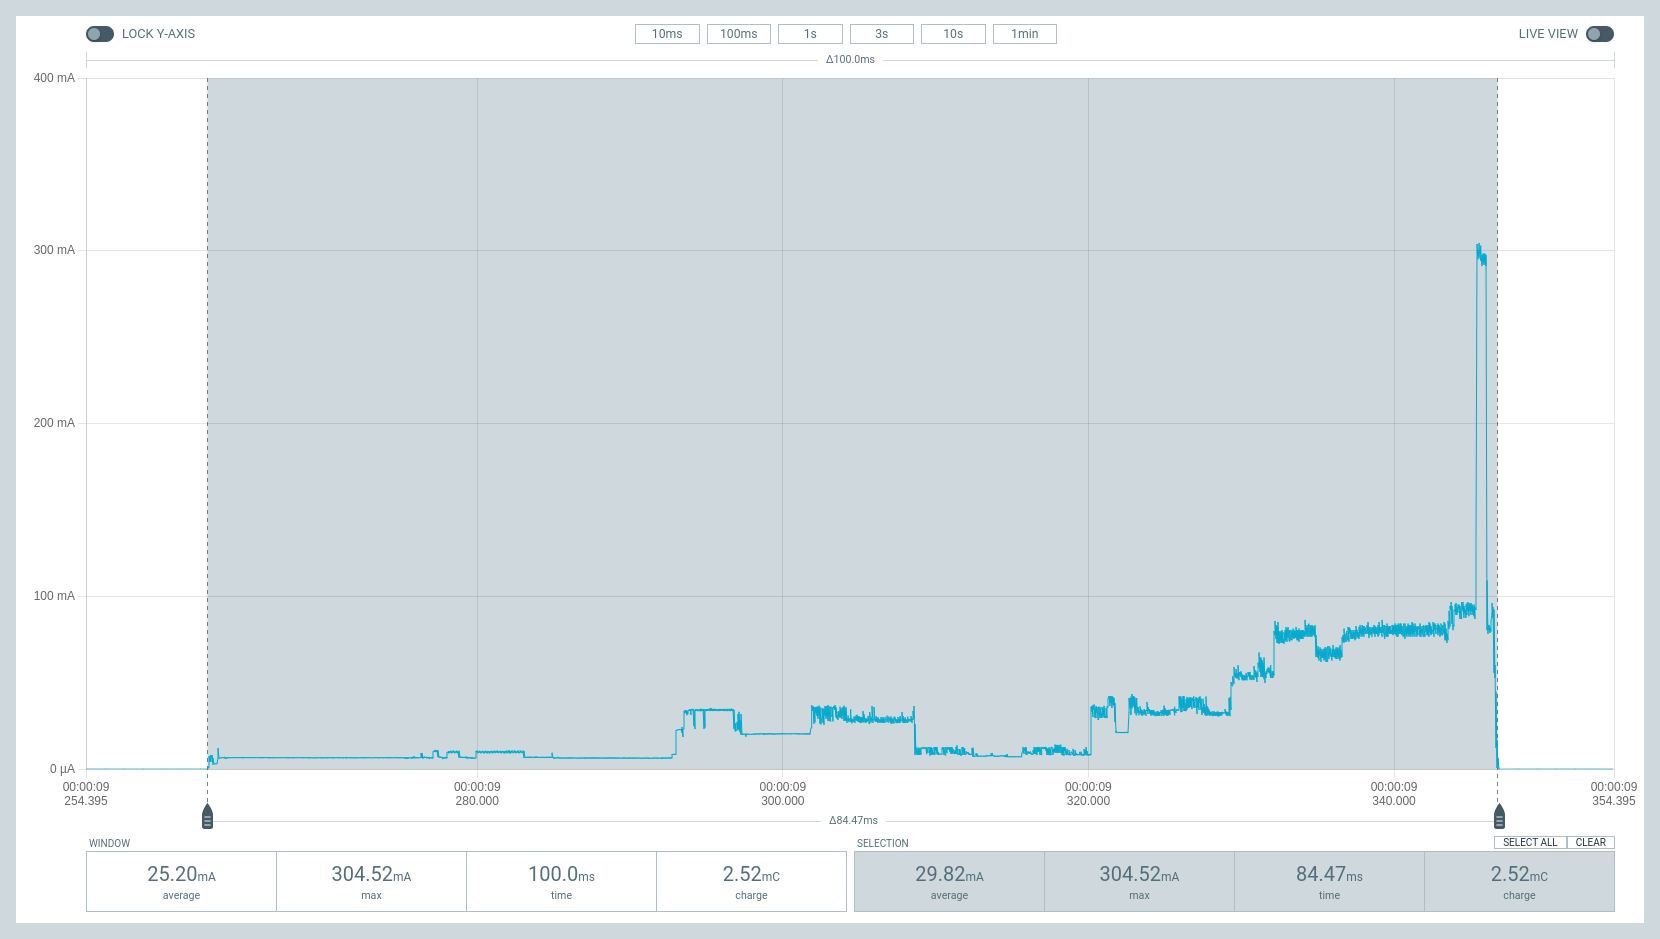 LOCK Y-AXIS
10ms 100ms 1s 3s 10s 1min
LIVE VIEW
Δ100.0ms
400 mA
300 mA
200 mA
100 mA
0 µA
00:00:09 00:00:09 00:00:09 00:00:09 00:00:09 00:00:09
254.395 280.000 300.000 320.000 340.000 354.395
Δ84.47ms
WINDOW
SELECTION
SELECT ALL CLEAR
25.20mA 304.52mA 100.0ms 2.52mC 29.82mA 304.52mA 84.47ms 2.52mC
average max time charge average max time charge